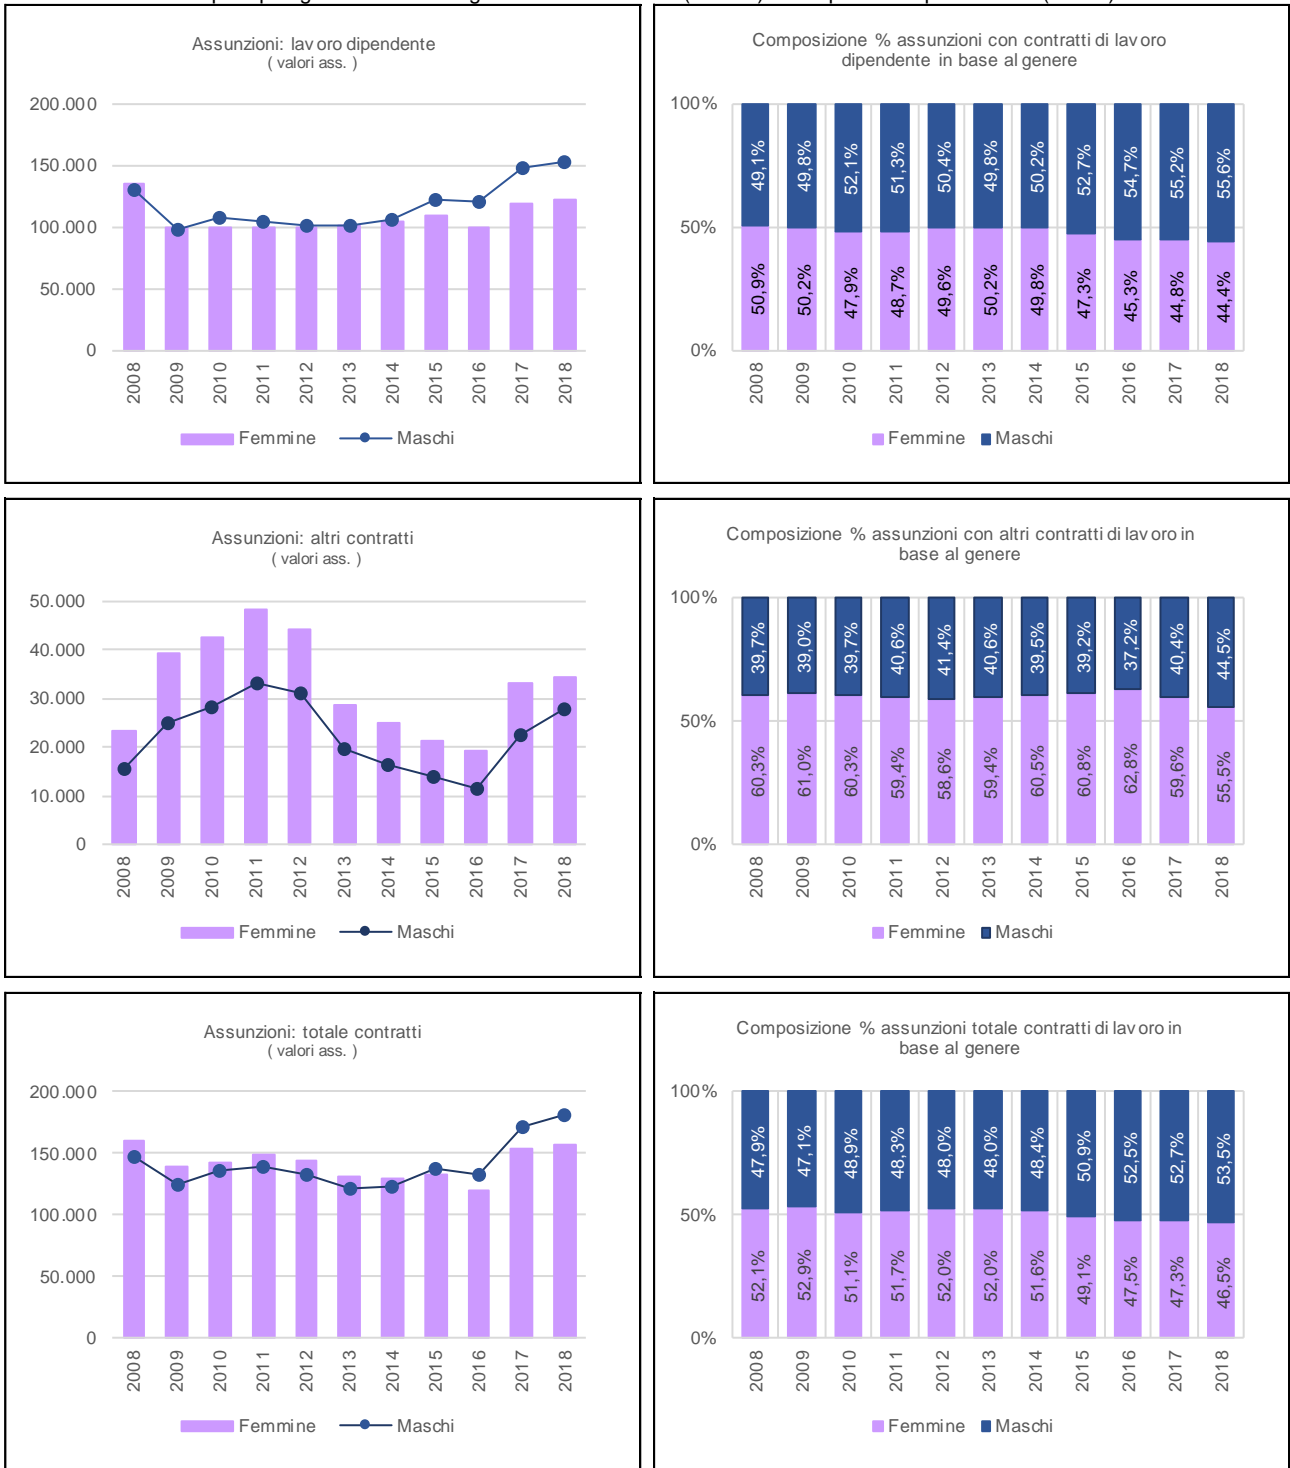 Assunzioni: lavoro dipendente
( valori ass. )
200.000
150.000
100.000
50.000
0
2008 2009 2010 2011 2012 2013 2014 2015 2016 2017 2018
Femmine Maschi
Composizione % assunzioni con contratti di lavoro
dipendente in base al genere
100%
50%
0%
49,1% 49,8% 52,1% 51,3% 50,4% 49,8% 50,2% 52,7% 54,7% 55,2% 55,6%
50,9% 50,2% 47,9% 48,7% 49,6% 50,2% 49,8% 47,3% 45,3% 44,8% 44,4%
2008 2009 2010 2011 2012 2013 2014 2015 2016 2017 2018
Femmine Maschi
Assunzioni: altri contratti
( valori ass. )
50.000
40.000
30.000
20.000
10.000
0
2008 2009 2010 2011 2012 2013 2014 2015 2016 2017 2018
Femmine Maschi
Composizione % assunzioni con altri contratti di lavoro in
base al genere
100%
50%
0%
39,7% 39,0% 39,7% 40,6% 41,4% 40,6% 39,5% 39,2% 37,2% 40,4% 44,5%
60,3% 61,0% 60,3% 59,4% 58,6% 59,4% 60,5% 60,8% 62,8% 59,6% 55,5%
2008 2009 2010 2011 2012 2013 2014 2015 2016 2017 2018
Femmine Maschi
Assunzioni: totale contratti
( valori ass. )
200.000
150.000
100.000
50.000
0
2008 2009 2010 2011 2012 2013 2014 2015 2016 2017 2018
Femmine Maschi
Composizione % assunzioni totale contratti di lavoro in
base al genere
100%
50%
0%
47,9% 47,1% 48,9% 48,3% 48,0% 48,0% 48,4% 50,9% 52,5% 52,7% 53,5%
52,1% 52,9% 51,1% 51,7% 52,0% 52,0% 51,6% 49,1% 47,5% 47,3% 46,5%
2008 2009 2010 2011 2012 2013 2014 2015 2016 2017 2018
Femmine Maschi